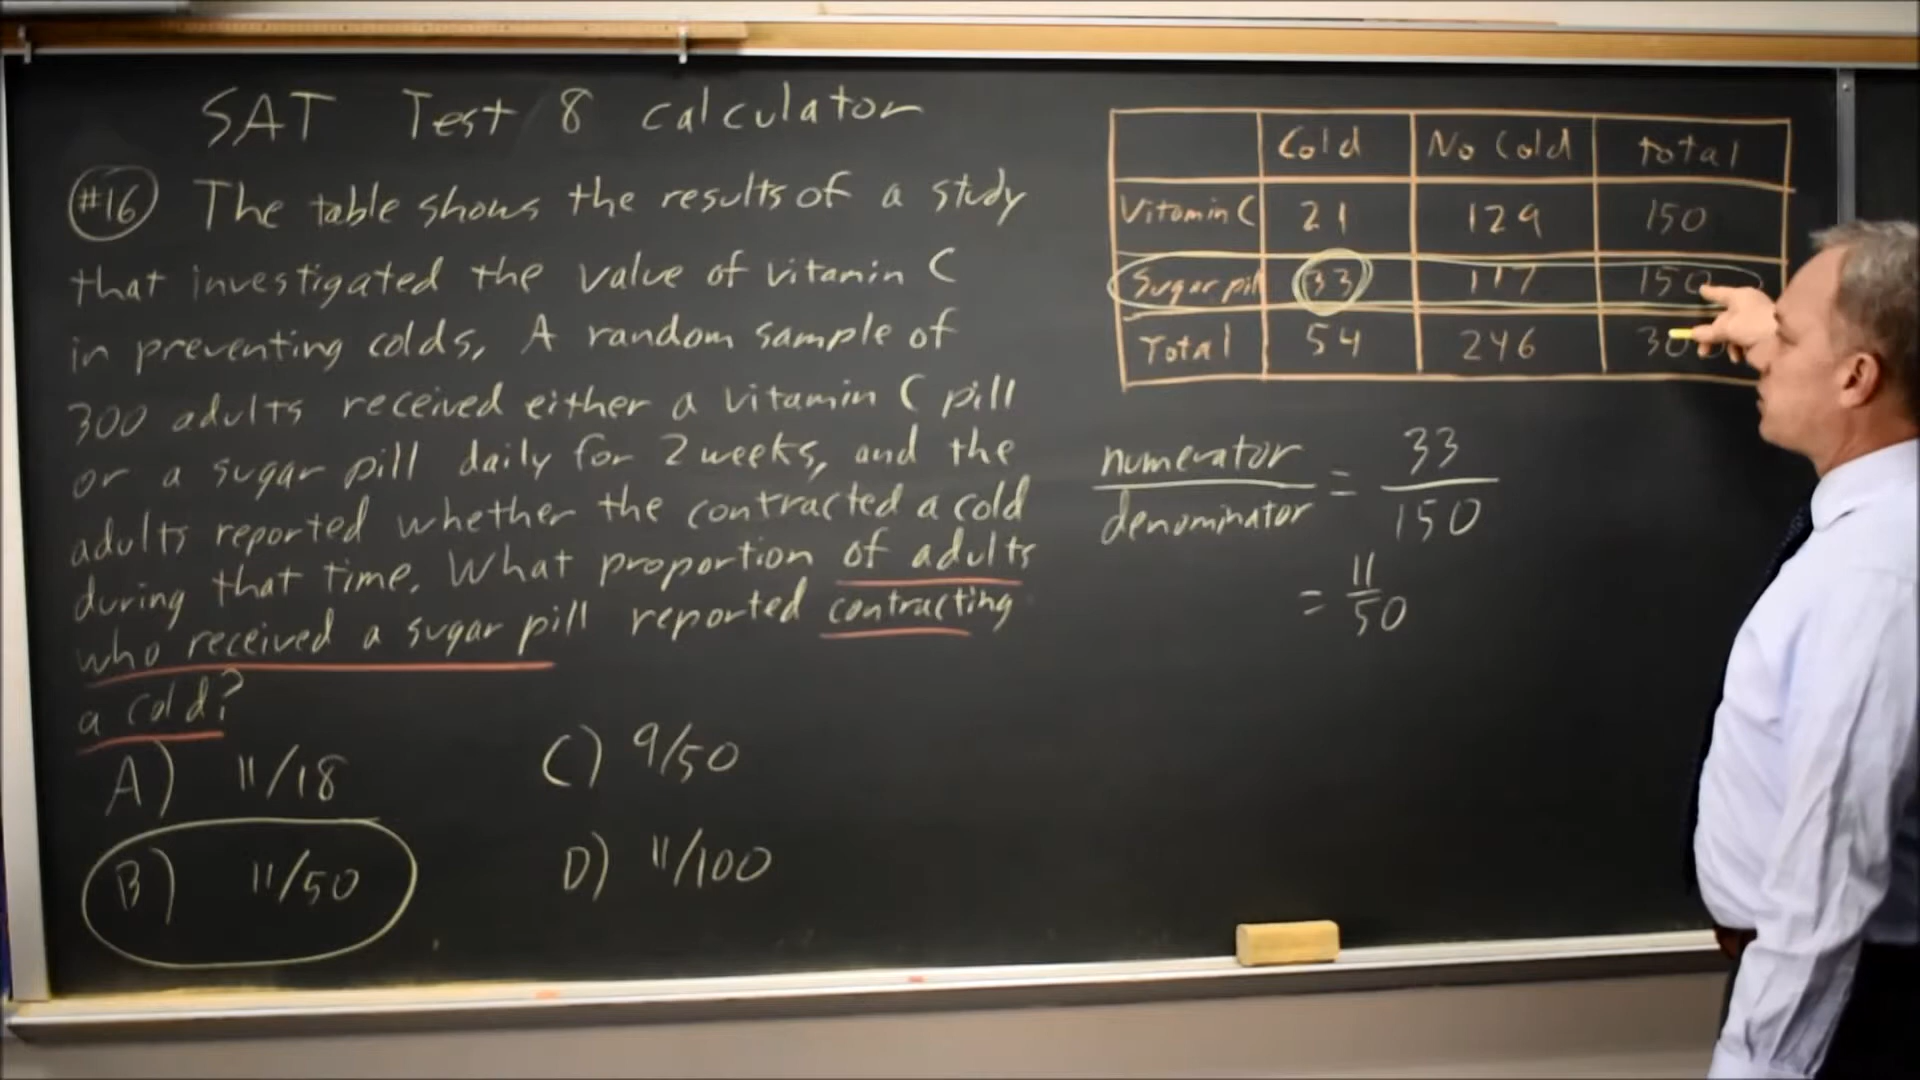 SAT Test 8 calculator
#16 The table shows the results of a study
that investigated the value of vitamin C
in preventing colds, A random sample of
300 adults received either a vitamin C pill
or a sugar pill daily for 2 weeks, and the
adults reported whether the contracted a cold
during that time. What proportion of adults
who received a sugar pill reported contracting
a cold?
A) 11/18
B) 11/50
C) 9/50
D) 11/100
Cold No Cold total
Vitamin C 21 129 150
Sugar pill 33 117 150
Total 54 246 300
numerator
denominator
=
33
150
=
11
50